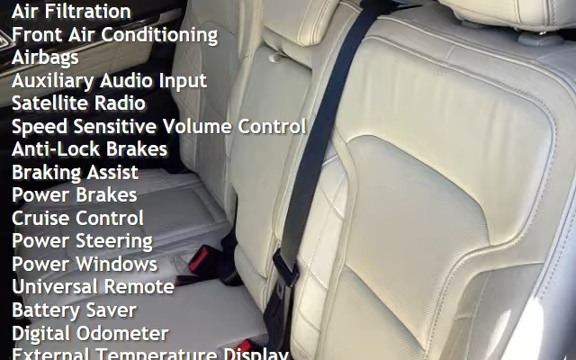 Air Filtration
Front Air Conditioning
Airbags
Auxiliary Audio Input
Satellite Radio
Speed Sensitive Volume Control
Anti-Lock Brakes
Braking Assist
Power Brakes
Cruise Control
Power Steering
Power Windows
Universal Remote
Battery Saver
Digital Odometer
External Temperature Display